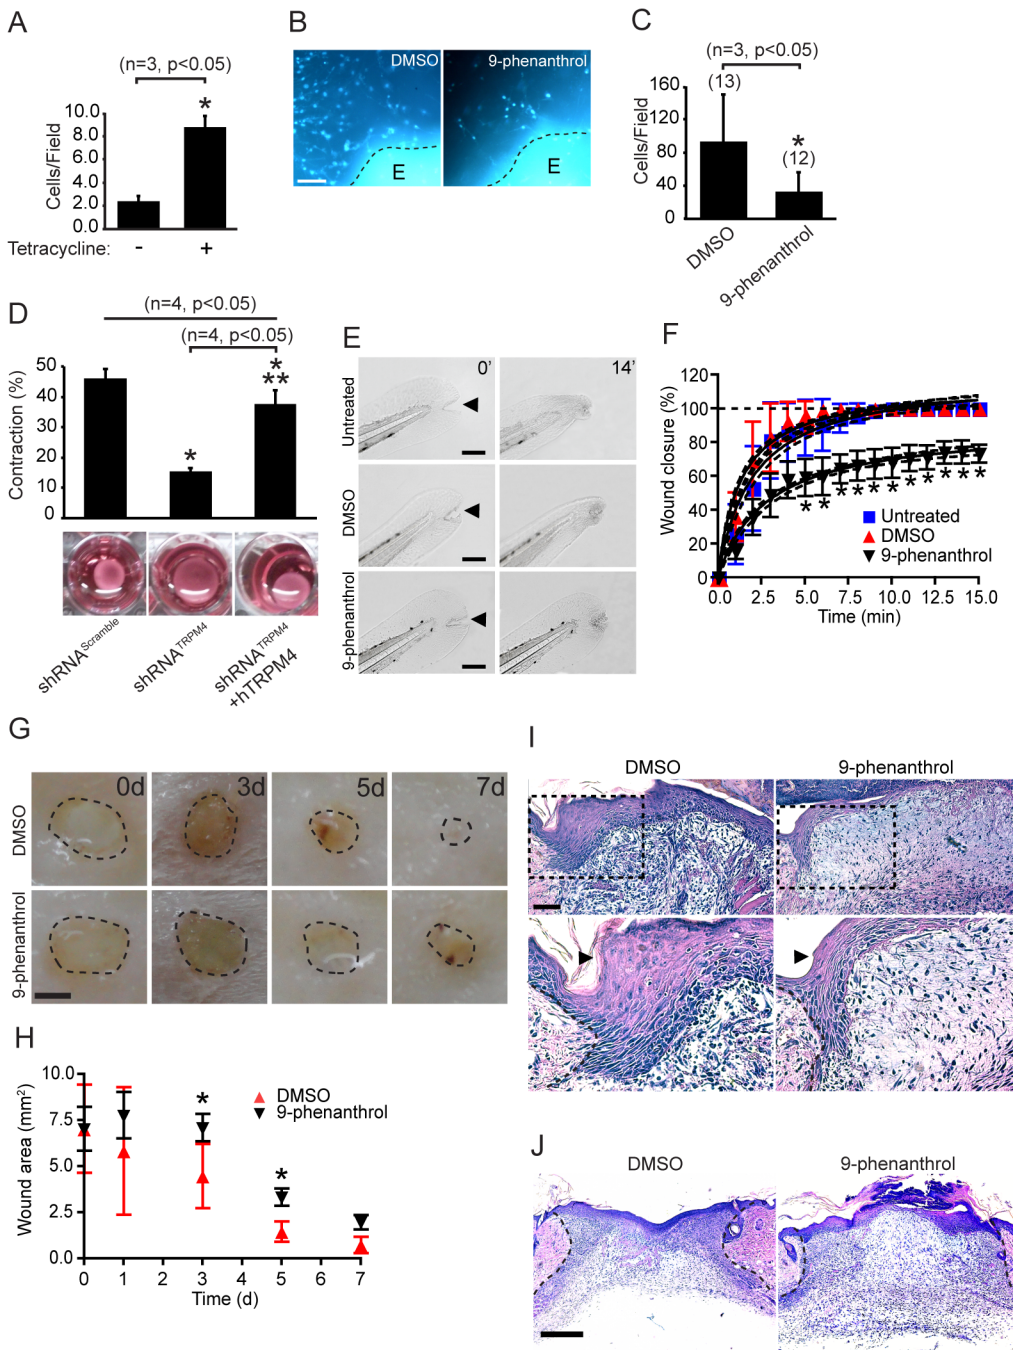 A
(n=3, p<0.05)
*
10.0
8.0
6.0
4.0
2.0
0.0
Cells/Field
Tetracycline: - +
B
DMSO
9-phenanthrol
E
E
C
(n=3, p<0.05)
160
120
80
40
0
Cells/Field
(13)
*
(12)
DMSO
9-phenanthrol
D
(n=4, p<0.05)
(n=4, p<0.05)
50
40
30
20
10
0
Contraction (%)
*
*
**
shRNAScramble
shRNATRPM4
shRNATRPM4
+hTRPM4
E
0'
14'
Untreated
DMSO
9-phenanthrol
F
120
100
80
60
40
20
0
Wound closure (%)
* * * * * * * * * * *
Untreated
DMSO
9-phenanthrol
0.0 2.5 5.0 7.5 10.0 12.5 15.0
Time (min)
G
0d
3d
5d
7d
DMSO
9-phenanthrol
H
10.0
7.5
5.0
2.5
0.0
Wound area (mm2)
*
*
DMSO
9-phenanthrol
0 1 2 3 4 5 6 7
Time (d)
I
DMSO
9-phenanthrol
J
DMSO
9-phenanthrol